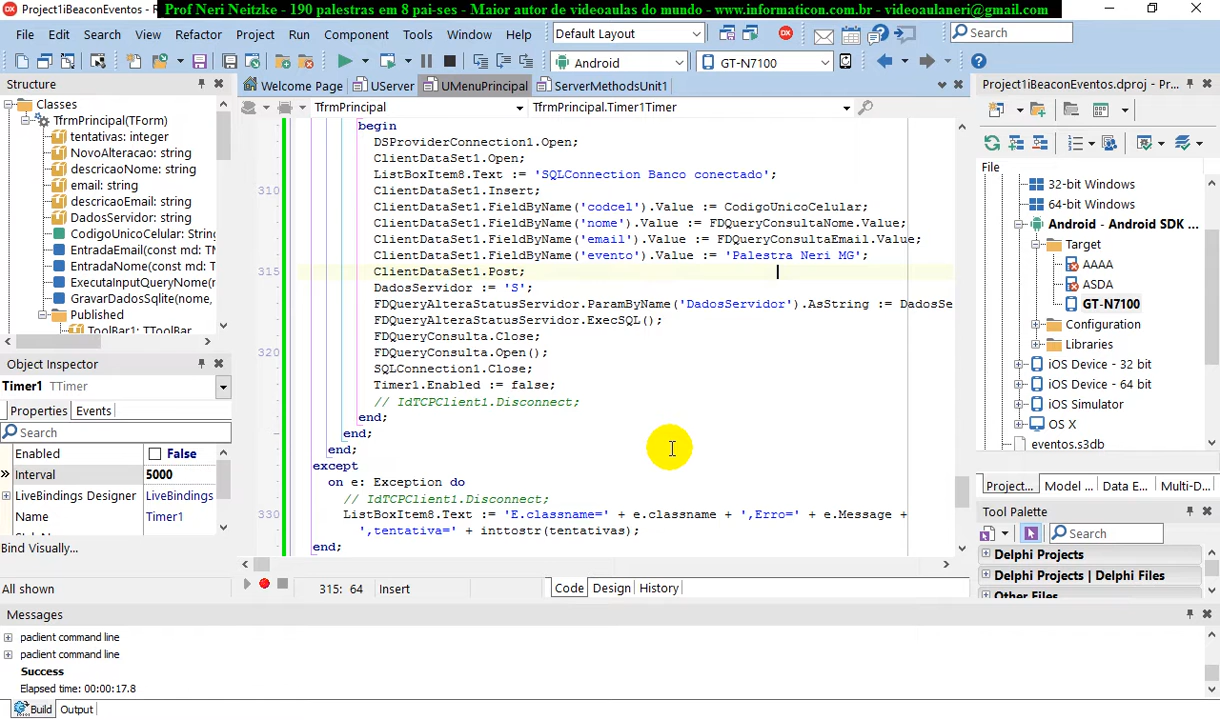 Project1iBeaconEventos - R
Prof Neri Neitzke - 190 palestras em 8 pai-ses - Maior autor de videoaulas do mundo - www.informaticon.com.br - videoaulaneri@gmail.com
File Edit Search View Refactor Project Run Component Tools Window Help Default Layout Search
Android GT-N7100
Structure
Welcome Page UServer UMenuPrincipal ServerMethodsUnit1
Project1iBeaconEventos.dproj - Pr...
Classes
TfrmPrincipal(TForm)
tentativas: integer
NovoAlteracao: string
descricaoNome: string
email: string
descricaoEmail: string
DadosServidor: string
CodigoUnicoCelular: String
EntradaEmail(const md: TM
EntradaNome(const md: TM
ExecutaInputQueryNome(
GravarDadosSqlite(nome,
Published
ToolBar1: TToolBar
TfrmPrincipal TfrmPrincipal.Timer1Timer
begin
DSProviderConnection1.Open;
ClientDataSet1.Open;
ListBoxItem8.Text := 'SQLConnection Banco conectado';
310 ClientDataSet1.Insert;
ClientDataSet1.FieldByName('codcel').Value := CodigoUnicoCelular;
ClientDataSet1.FieldByName('nome').Value := FDQueryConsultaNome.Value;
ClientDataSet1.FieldByName('email').Value := FDQueryConsultaEmail.Value;
ClientDataSet1.FieldByName('evento').Value := 'Palestra Neri MG';
315 ClientDataSet1.Post;
DadosServidor := 'S';
FDQueryAlteraStatusServidor.ParamByName('DadosServidor').AsString := DadosSe
FDQueryAlteraStatusServidor.ExecSQL();
FDQueryConsulta.Close;
320 FDQueryConsulta.Open();
SQLConnection1.Close;
Timer1.Enabled := false;
// IdTCPClient1.Disconnect;
end;
end;
end;
except
on e: Exception do
// IdTCPClient1.Disconnect;
330 ListBoxItem8.Text := 'E.classname=' + e.classname + ',Erro=' + e.Message +
',tentativa=' + inttostr(tentativas);
end;
315: 64 Insert Code Design History
Object Inspector
Timer1 TTimer
Properties Events
Search
Enabled False
Interval 5000
LiveBindings Designer LiveBindings
Name Timer1
Bind Visually...
All shown
File
32-bit Windows
64-bit Windows
Android - Android SDK ...
Target
AAAA
ASDA
GT-N7100
Configuration
Libraries
iOS Device - 32 bit
iOS Device - 64 bit
iOS Simulator
OS X
eventos.s3db
Project... Model ... Data E... Multi-D...
Tool Palette
Search
Delphi Projects
Delphi Projects | Delphi Files
Other Files
Messages
paclient command line
paclient command line
Success
Elapsed time: 00:00:17.8
Build Output